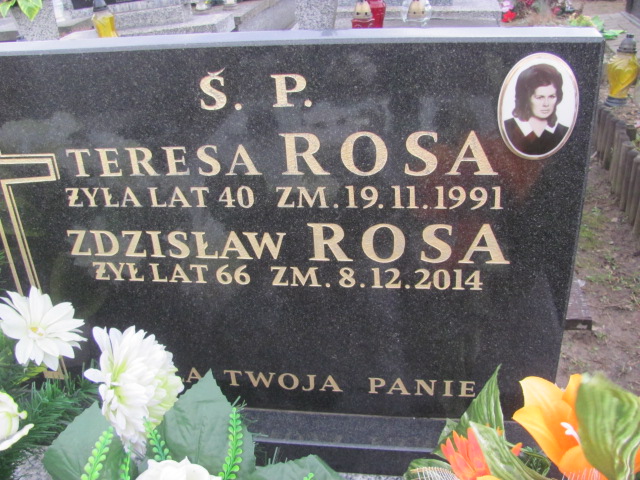 Ś. P.
TERESA ROSA
ŻYŁA LAT 40 ZM. 19.11.1991
ZDZISŁAW ROSA
ŻYŁ LAT 66 ZM. 8.12.2014
TWOJA PANIE